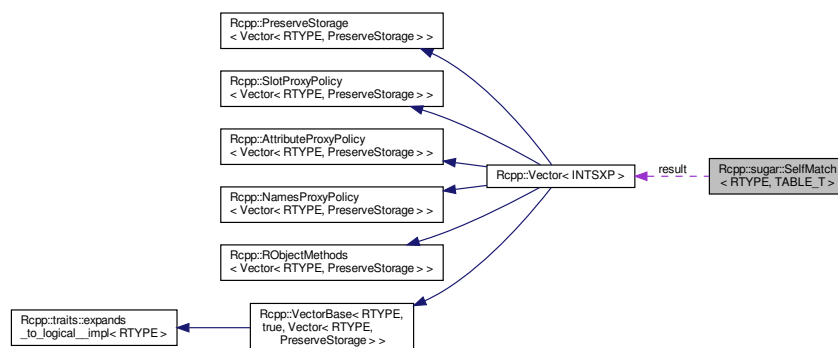 Rcpp::PreserveStorage
< Vector< RTYPE, PreserveStorage > >
Rcpp::SlotProxyPolicy
< Vector< RTYPE, PreserveStorage > >
Rcpp::AttributeProxyPolicy
< Vector< RTYPE, PreserveStorage > >
Rcpp::NamesProxyPolicy
< Vector< RTYPE, PreserveStorage > >
Rcpp::RObjectMethods
< Vector< RTYPE, PreserveStorage > >
Rcpp::traits::expands
_to_logical__impl< RTYPE >
Rcpp::VectorBase< RTYPE,
true, Vector< RTYPE,
PreserveStorage > >
Rcpp::Vector< INTSXP >
result
Rcpp::sugar::SelfMatch
< RTYPE, TABLE_T >